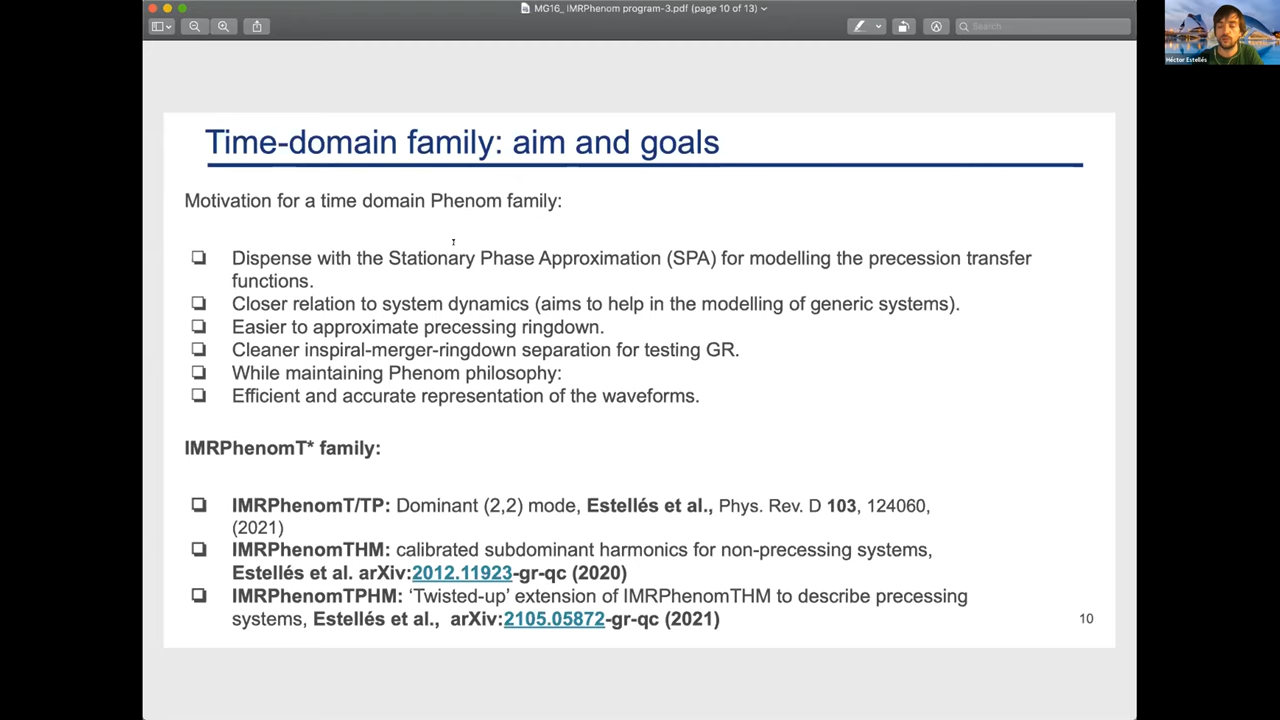 MG16_ IMRPhenom program-3.pdf (page 10 of 13)
Search
Héctor Estellés
Time-domain family: aim and goals
Motivation for a time domain Phenom family:
❑ Dispense with the Stationary Phase Approximation (SPA) for modelling the precession transfer
functions.
❑ Closer relation to system dynamics (aims to help in the modelling of generic systems).
❑ Easier to approximate precessing ringdown.
❑ Cleaner inspiral-merger-ringdown separation for testing GR.
❑ While maintaining Phenom philosophy:
❑ Efficient and accurate representation of the waveforms.
IMRPhenomT* family:
❑ IMRPhenomT/TP: Dominant (2,2) mode, Estellés et al., Phys. Rev. D 103, 124060,
(2021)
❑ IMRPhenomTHM: calibrated subdominant harmonics for non-precessing systems,
Estellés et al. arXiv:2012.11923-gr-qc (2020)
❑ IMRPhenomTPHM: ‘Twisted-up’ extension of IMRPhenomTHM to describe precessing
systems, Estellés et al., arXiv:2105.05872-gr-qc (2021)
10